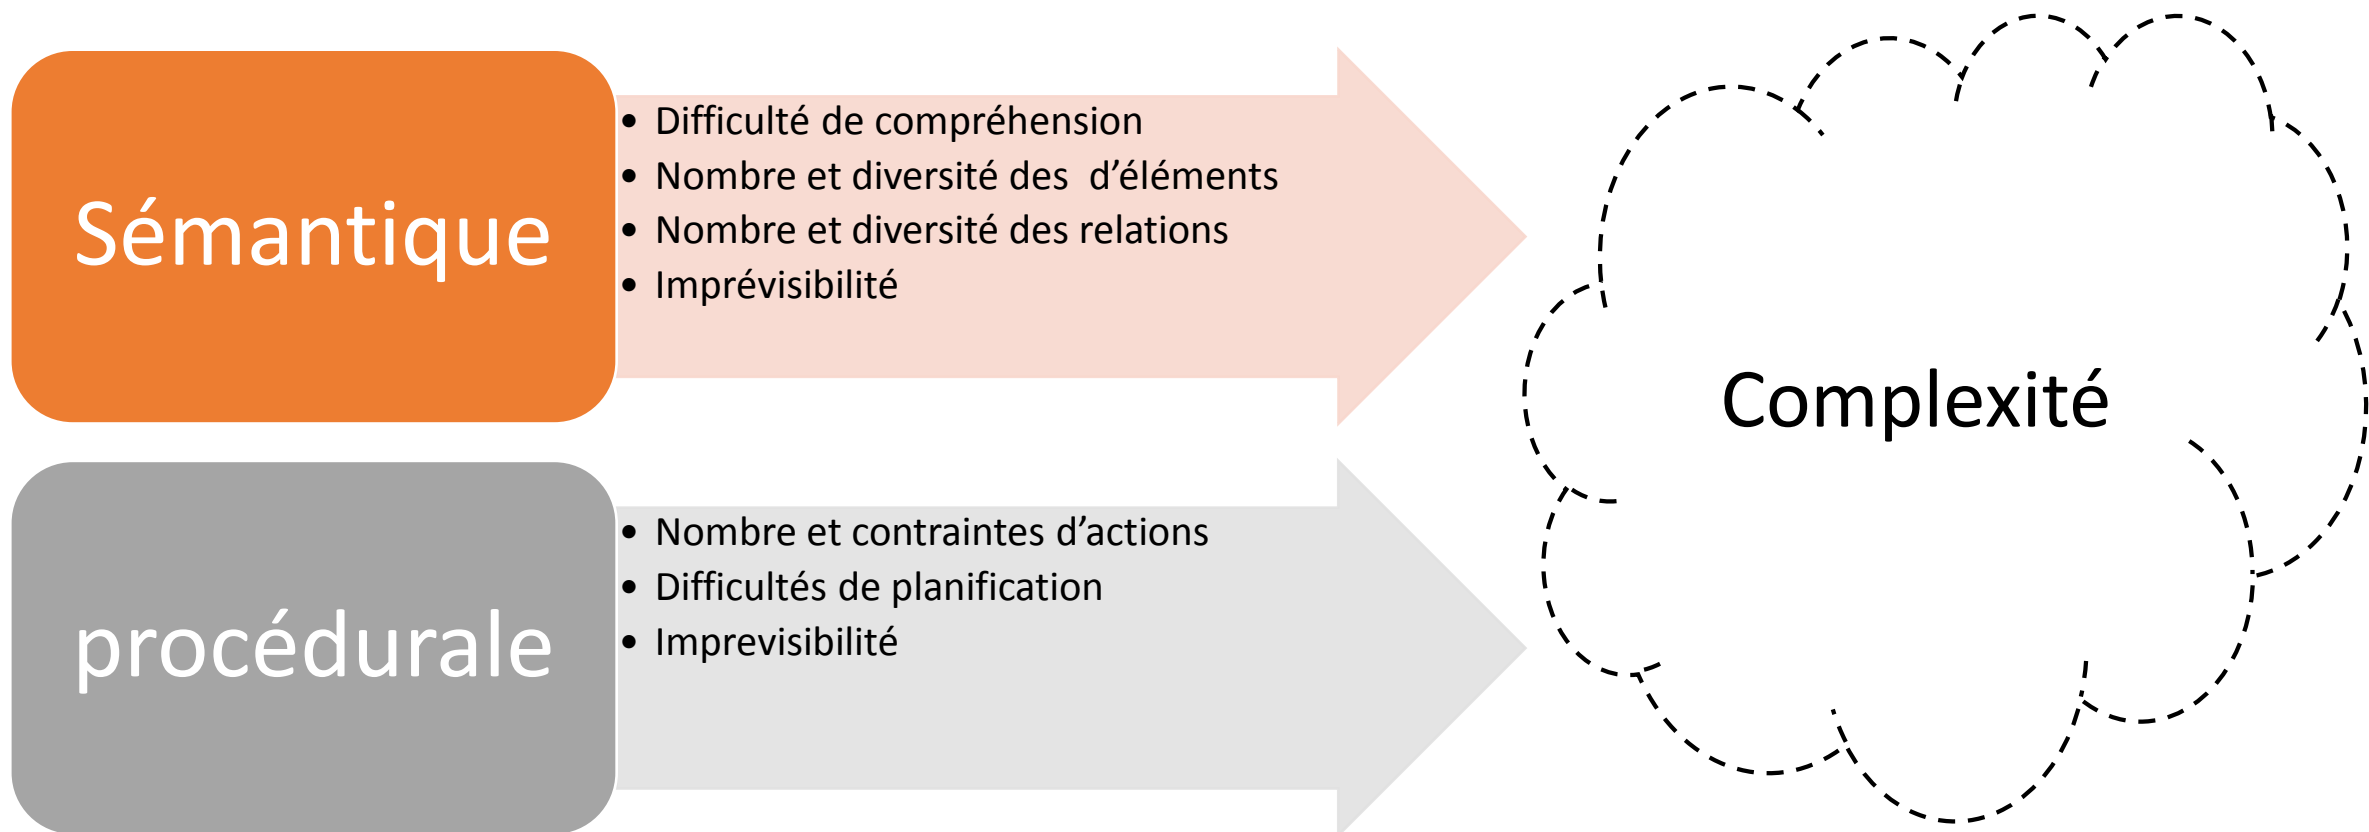 Sémantique
• Difficulté de compréhension
• Nombre et diversité des  d’éléments
• Nombre et diversité des relations
• Imprévisibilité
procédurale
• Nombre et contraintes d’actions
• Difficultés de planification
• Imprevisibilité
Complexité